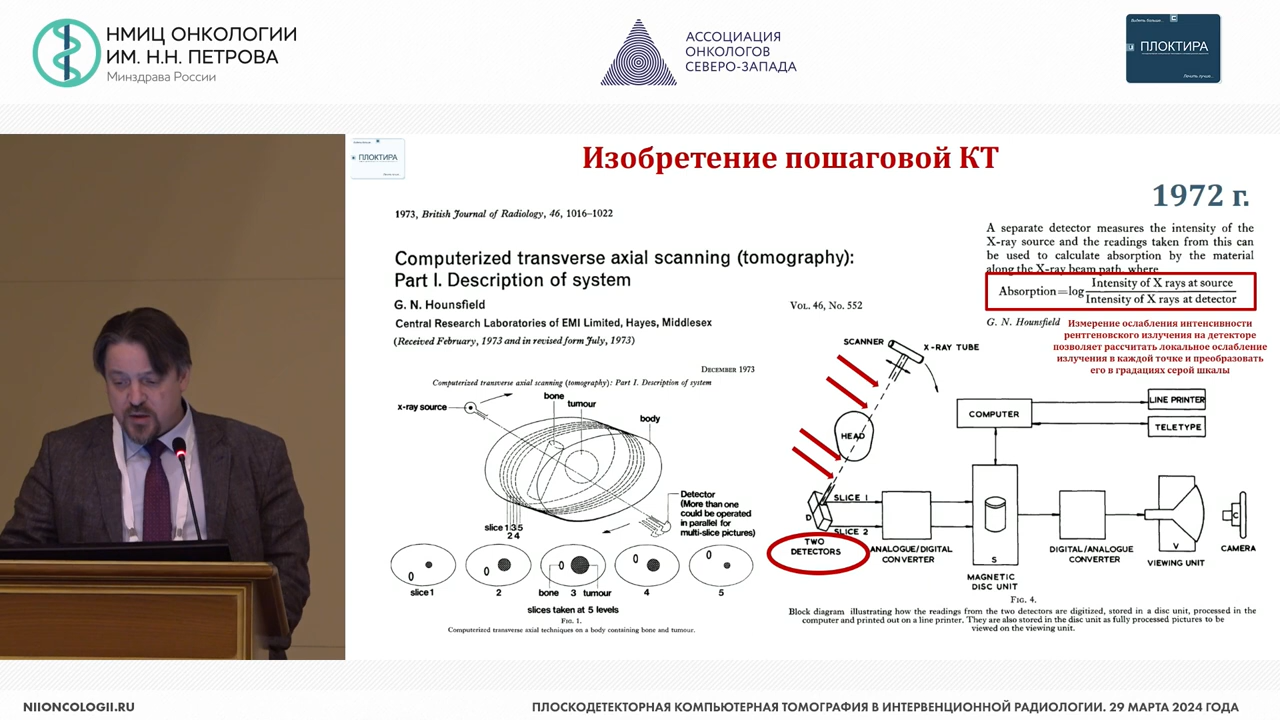 НМИЦ ОНКОЛОГИИ
ИМ. Н.Н. ПЕТРОВА
Минздрава России
АССОЦИАЦИЯ
ОНКОЛОГОВ
СЕВЕРО-ЗАПАДА
ПЛОКТИРА
ПЛОКТИРА
Изобретение пошаговой КТ
1972 г.
1973, British Journal of Radiology, 46, 1016–1022
Computerized transverse axial scanning (tomography):
Part I. Description of system
G. N. Hounsfield
Central Research Laboratories of EMI Limited, Hayes, Middlesex
(Received February, 1973 and in revised form July, 1973)
VOL. 46, No. 552
DECEMBER 1973
Computerized transverse axial scanning (tomography): Part I. Description of system
x-ray source
bone
tumour
body
Detector
(More than one
could be operated
in parallel for
multi-slice pictures)
slice 1 3 5
2 4
slice 1
2
bone 3 tumour
4
5
slices taken at 5 levels
FIG. 1.
Computerized transverse axial techniques on a body containing bone and tumour.
A separate detector measures the intensity of the
X-ray source and the readings taken from this can
be used to calculate absorption by the material
along the X-ray beam path, where
Absorption=log Intensity of X rays at source
Intensity of X rays at detector
G. N. Hounsfield
Измерение ослабления интенсивности
рентгеновского излучения на детекторе
позволяет рассчитать локальное ослабление
излучения в каждой точке и преобразовать
его в градациях серой шкалы
SCANNER
X-RAY TUBE
HEAD
COMPUTER
LINE PRINTER
TELETYPE
SLICE 1
D
SLICE 2
TWO
DETECTORS
ANALOGUE/DIGITAL
CONVERTER
S
MAGNETIC
DISC UNIT
DIGITAL/ANALOGUE
CONVERTER
V
VIEWING UNIT
C
CAMERA
FIG. 4.
Block diagram illustrating how the readings from the two detectors are digitized, stored in a disc unit, processed in the
computer and printed out on a line printer. They are also stored in the disc unit as fully processed pictures to be
viewed on the viewing unit.
NIIONCOLOGII.RU
ПЛОСКОДЕТЕКТОРНАЯ КОМПЬЮТЕРНАЯ ТОМОГРАФИЯ В ИНТЕРВЕНЦИОННОЙ РАДИОЛОГИИ. 29 МАРТА 2024 ГОДА